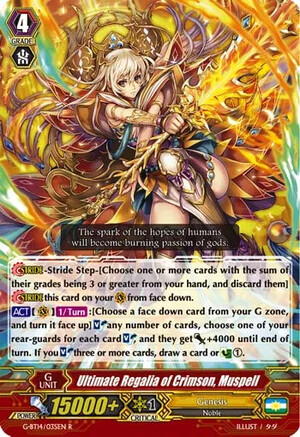 4
GRADE
The spark of the hopes of humans
will become burning passion of gods.
STRIDE -Stride Step-[Choose one or more cards with the sum of
their grades being 3 or greater from your hand, and discard them]
STRIDE this card on your from face down.
ACT 1/Turn :[Choose a face down card from your G zone,
and turn it face up] any number of cards, choose one of your
rear-guards for each card and they get +4000 until end of
turn. If you three or more cards, draw a card or 1.
G
UNIT
Ultimate Regalia of Crimson, Muspell
POWER
15000+
1
CRITICAL
Genesis
Noble
G-BT14/035EN R
ILLUST / タダ